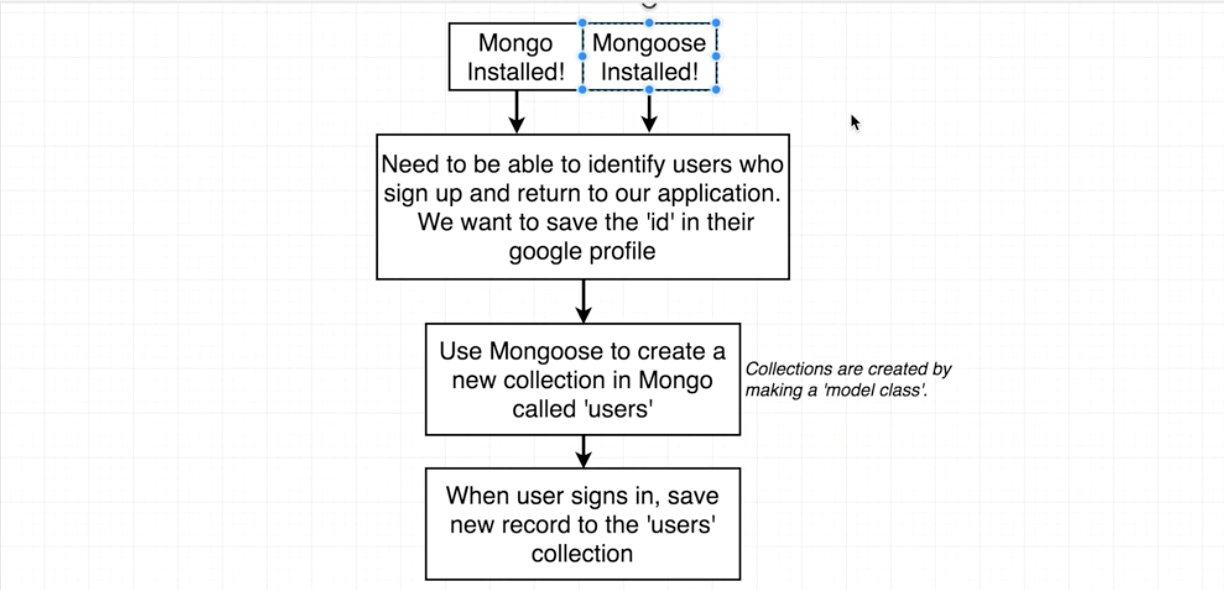 Mongo
Installed!
Mongoose
Installed!
Need to be able to identify users who
sign up and return to our application.
We want to save the 'id' in their
google profile
Use Mongoose to create a
new collection in Mongo
called 'users'
Collections are created by
making a 'model class'.
When user signs in, save
new record to the 'users'
collection